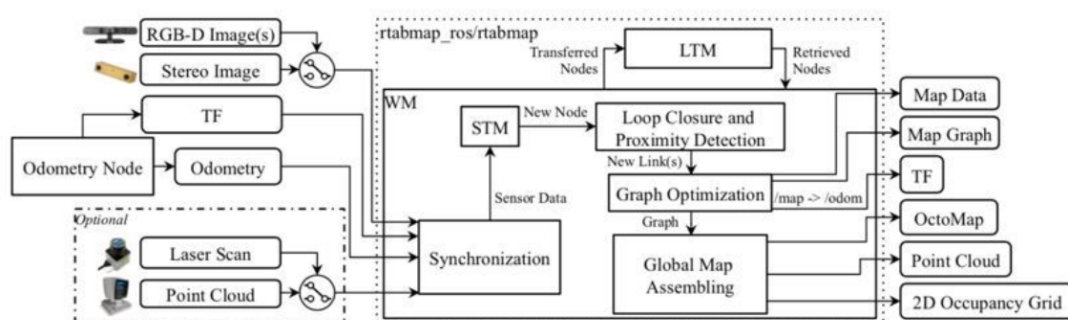 RGB-D Image(s)
Stereo Image
TF
Odometry Node
Odometry
Optional
Laser Scan
Point Cloud
rtabmap_ros/rtabmap
Transferred
Nodes
LTM
Retrieved
Nodes
WM
STM
New Node
Loop Closure and
Proximity Detection
New Link(s)
Graph Optimization
/map -> /odom
Sensor Data
Graph
Synchronization
Global Map
Assembling
Map Data
Map Graph
TF
OctoMap
Point Cloud
2D Occupancy Grid